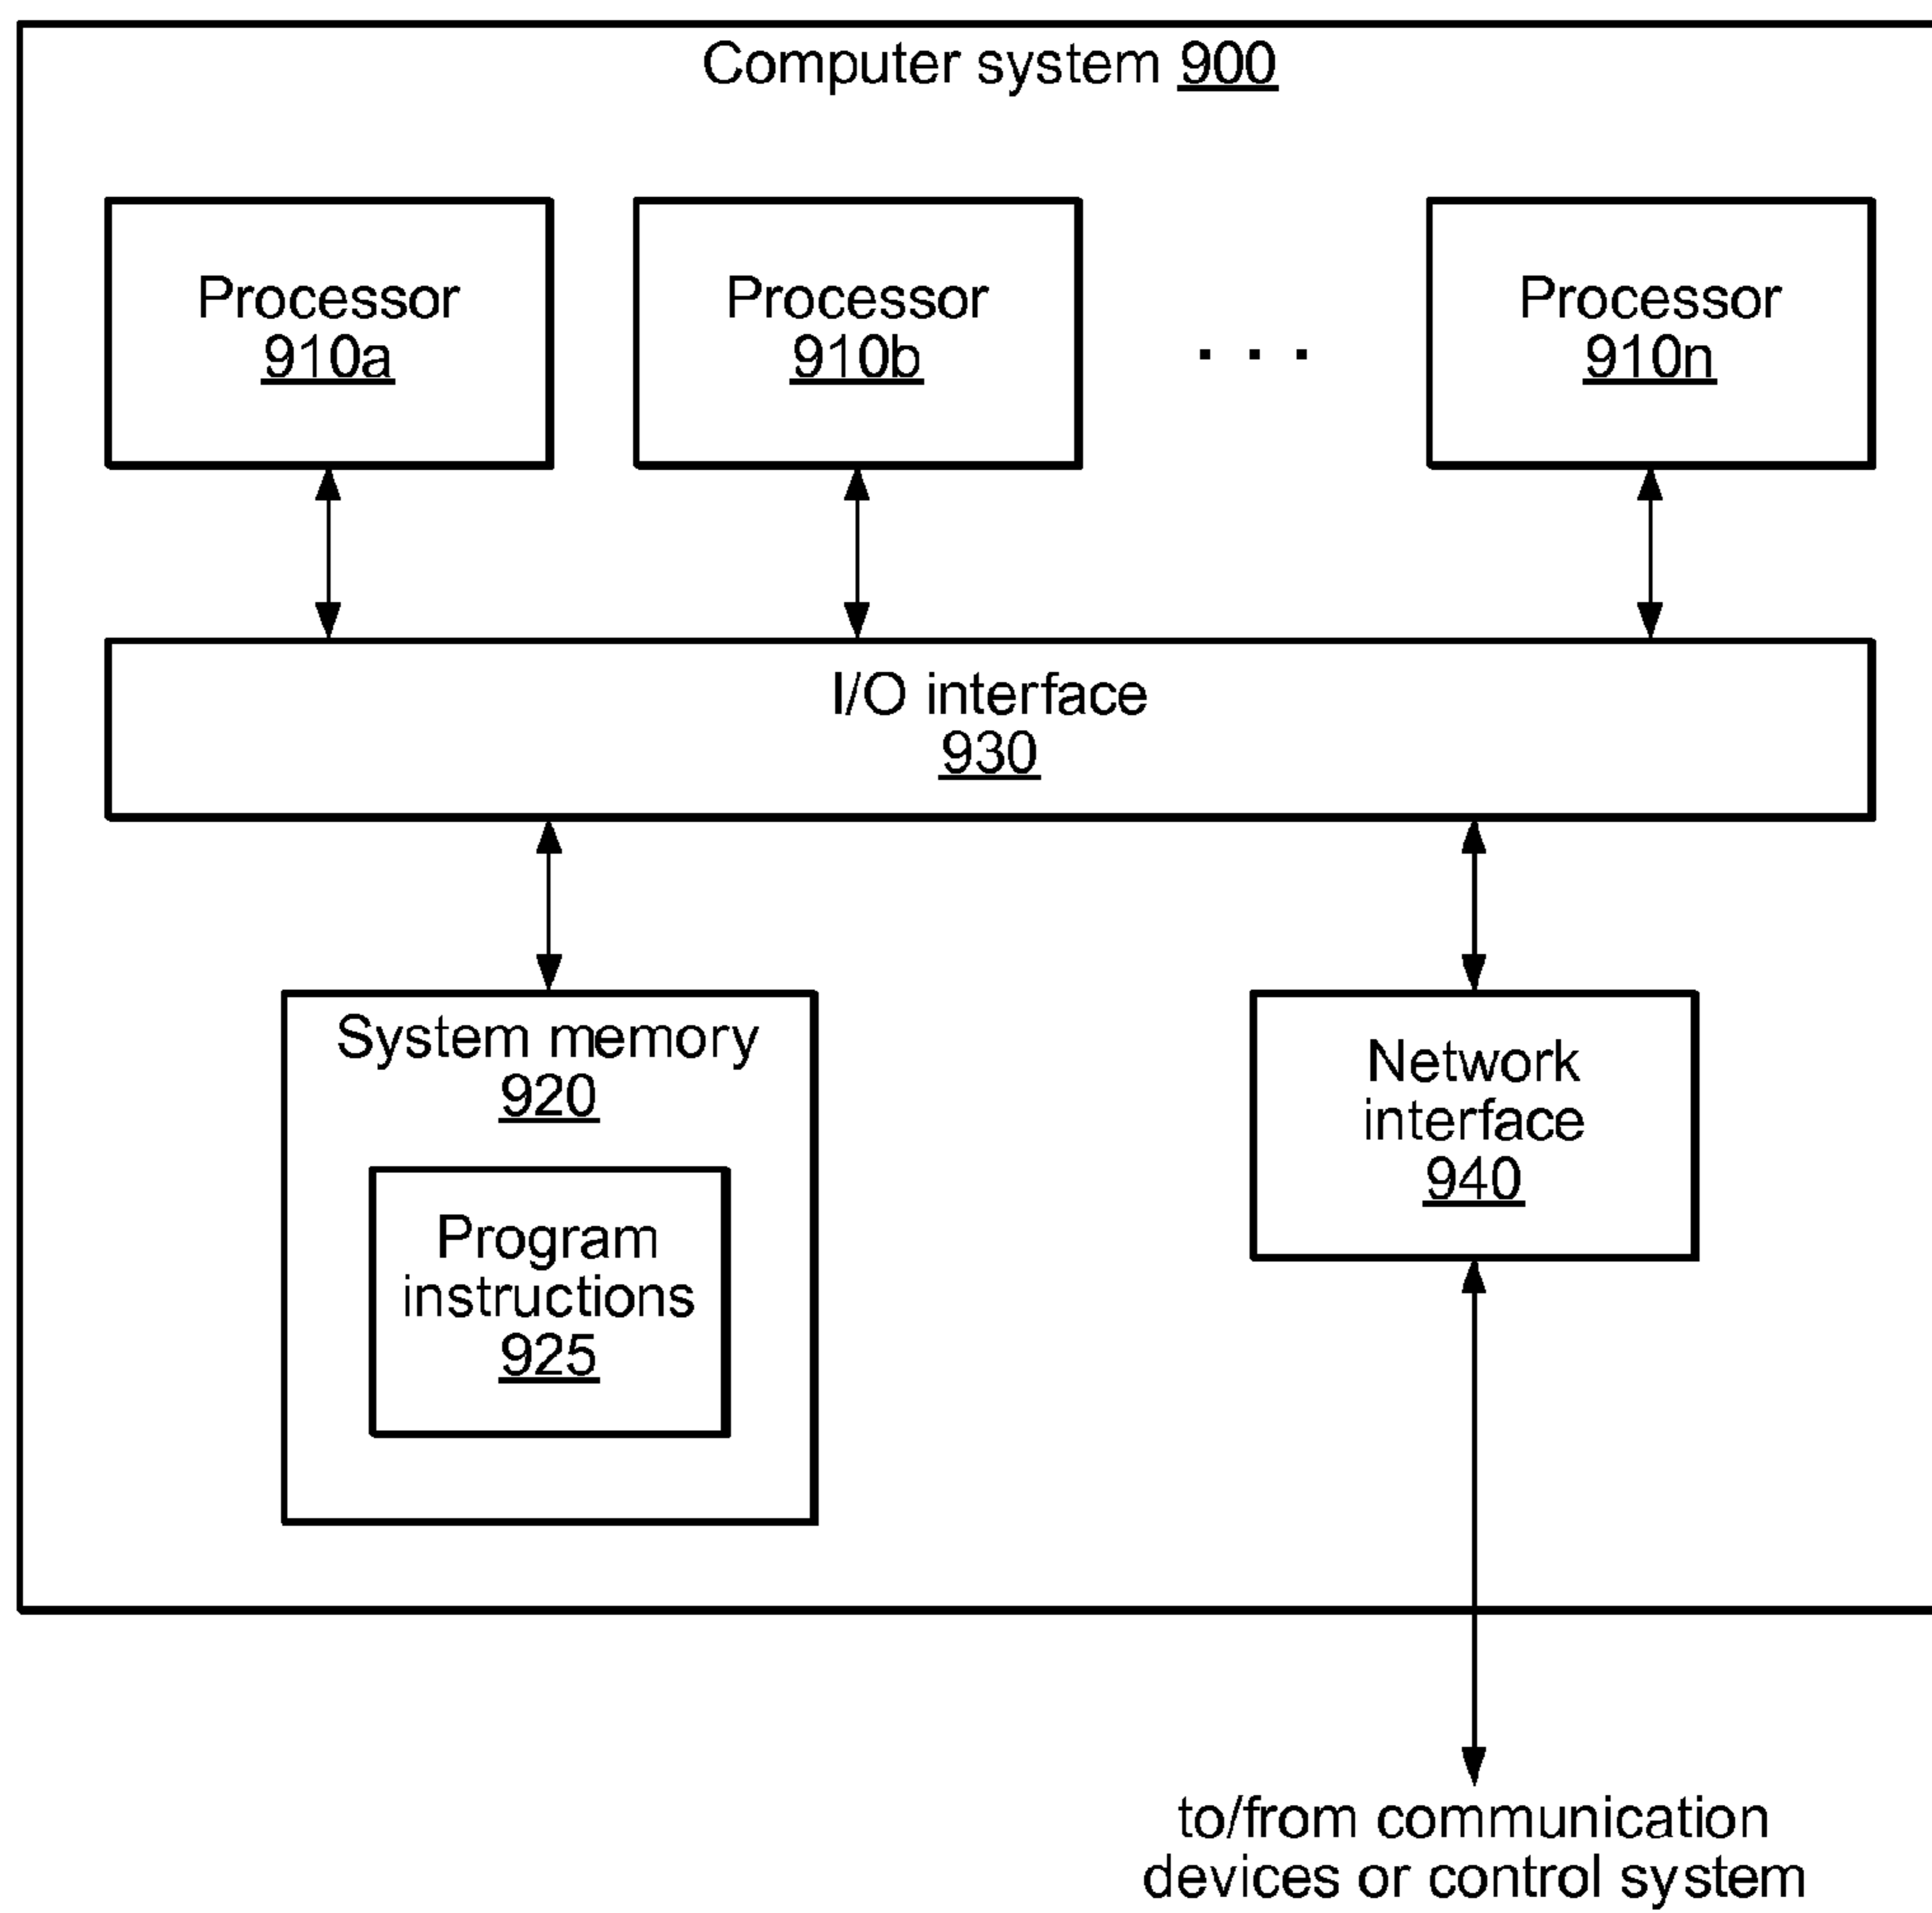 Computer system 900
Processor
910a
Processor
910b
. . .
Processor
910n
I/O interface
930
System memory
920
Program
instructions
925
Network
interface
940
to/from communication
devices or control system